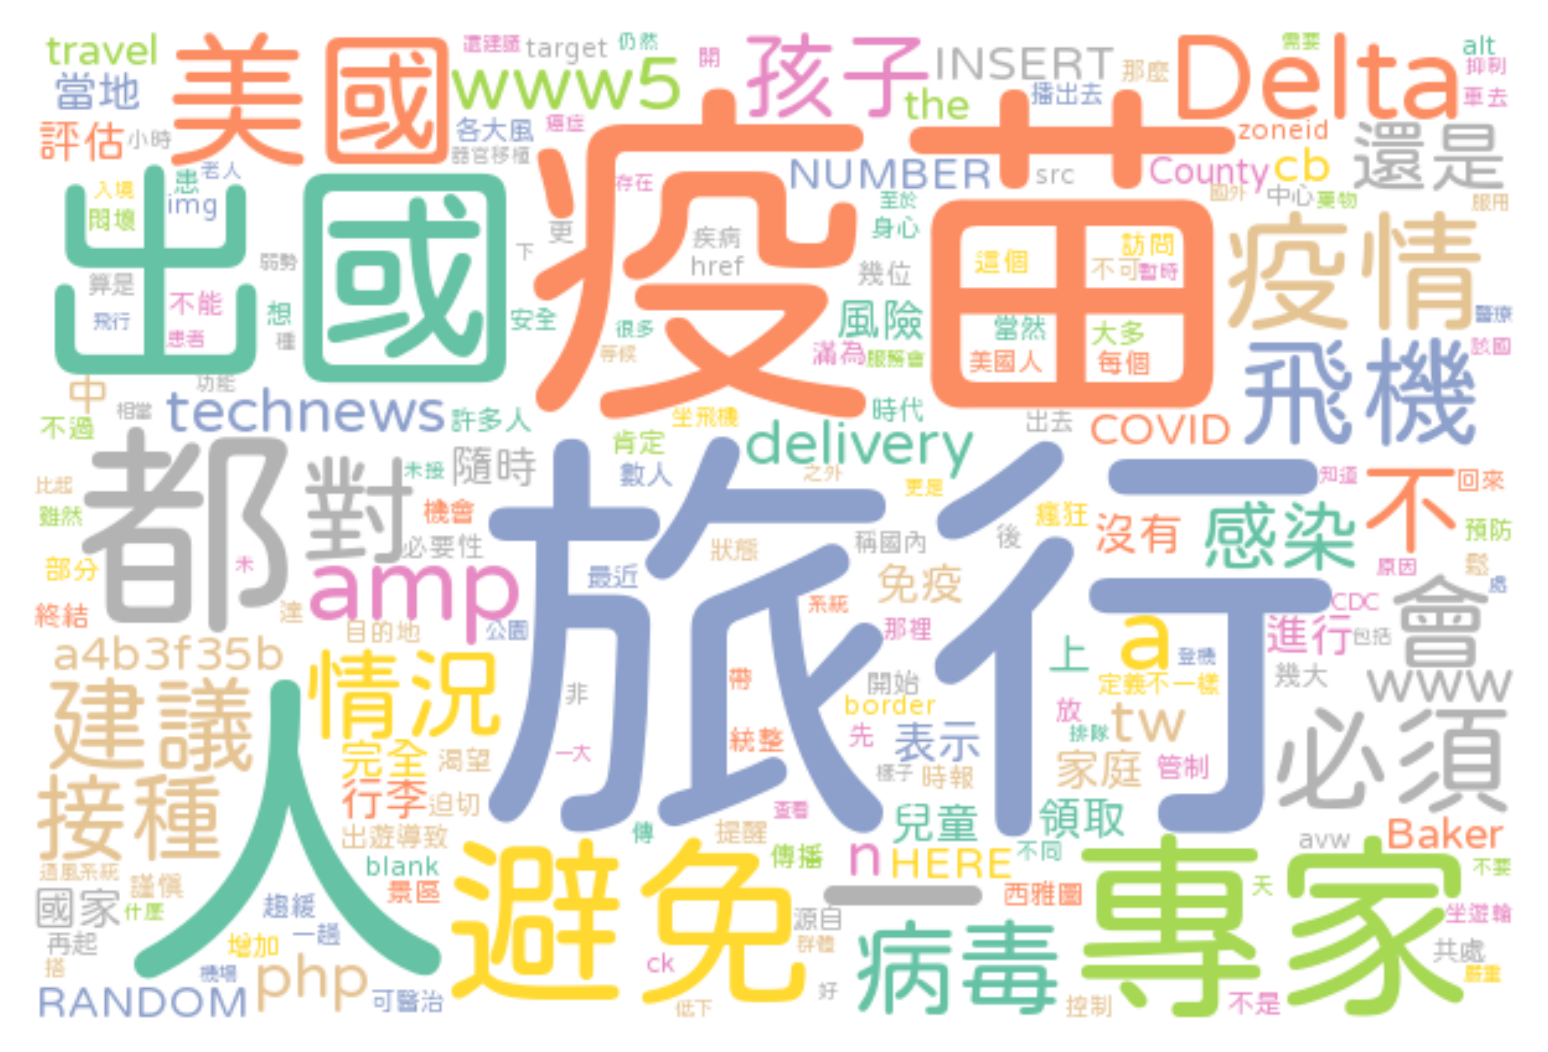 travel
美國
還建議
target
仍然
開
孩子
INSERT
那麼
需要
Delta
alt
抑制
當地
www5
the
播出去
車去
評估
小時
各大風
癌症
器官移植
疫苗
NUMBER
src
zoneid
County
cb
還是
入境
患
老人
img
悶壞
出國
存在
更
疾病
href
至於
身心
幾位
這個
訪問
不可
暫時
國外
中心
藥物
服用
疫情
弱勢
下
算是
不能
飛行
患者
想
種
安全
很多
等候
風險
滿為
服務會
當然
大多
美國人
每個
醫療
該國
飛機
中
功能
相當
不過
technews
許多人
坐飛機
時代
出去
COVID
肯定
delivery
都
對
未接
隨時
數人
之外
更是
旅行
知道
不
回來
比起
雖然
機會
必要性
狀態
稱國內
後
瘋狂
沒有
感染
預防
部分
未
amp
最近
免疫
原因
鬆
處
終結
達
目的地
公園
系統
那裡
CDC
會
a
進行
包括
a4b3f35b
情況
非
帶
開始
上
登機
定義不一樣
幾大
www
建議
人
border
放
tw
完全
渴望
一大
統整
先
表示
排隊
樣子
時報
家庭
管制
必須
接種
行李
迫切
查看
兒童
領取
出遊導致
傳
提醒
avw
Baker
通風系統
謹慎
blank
景區
避免
傳播
n
HERE
不同
專家
不要
國家
什麼
趨緩
一趟
一
西雅圖
天
坐遊輪
再起
增加
源自
群體
病毒
共處
搭
機場
php
ck
嚴重
RANDOM
可醫治
低下
好
控制
不是